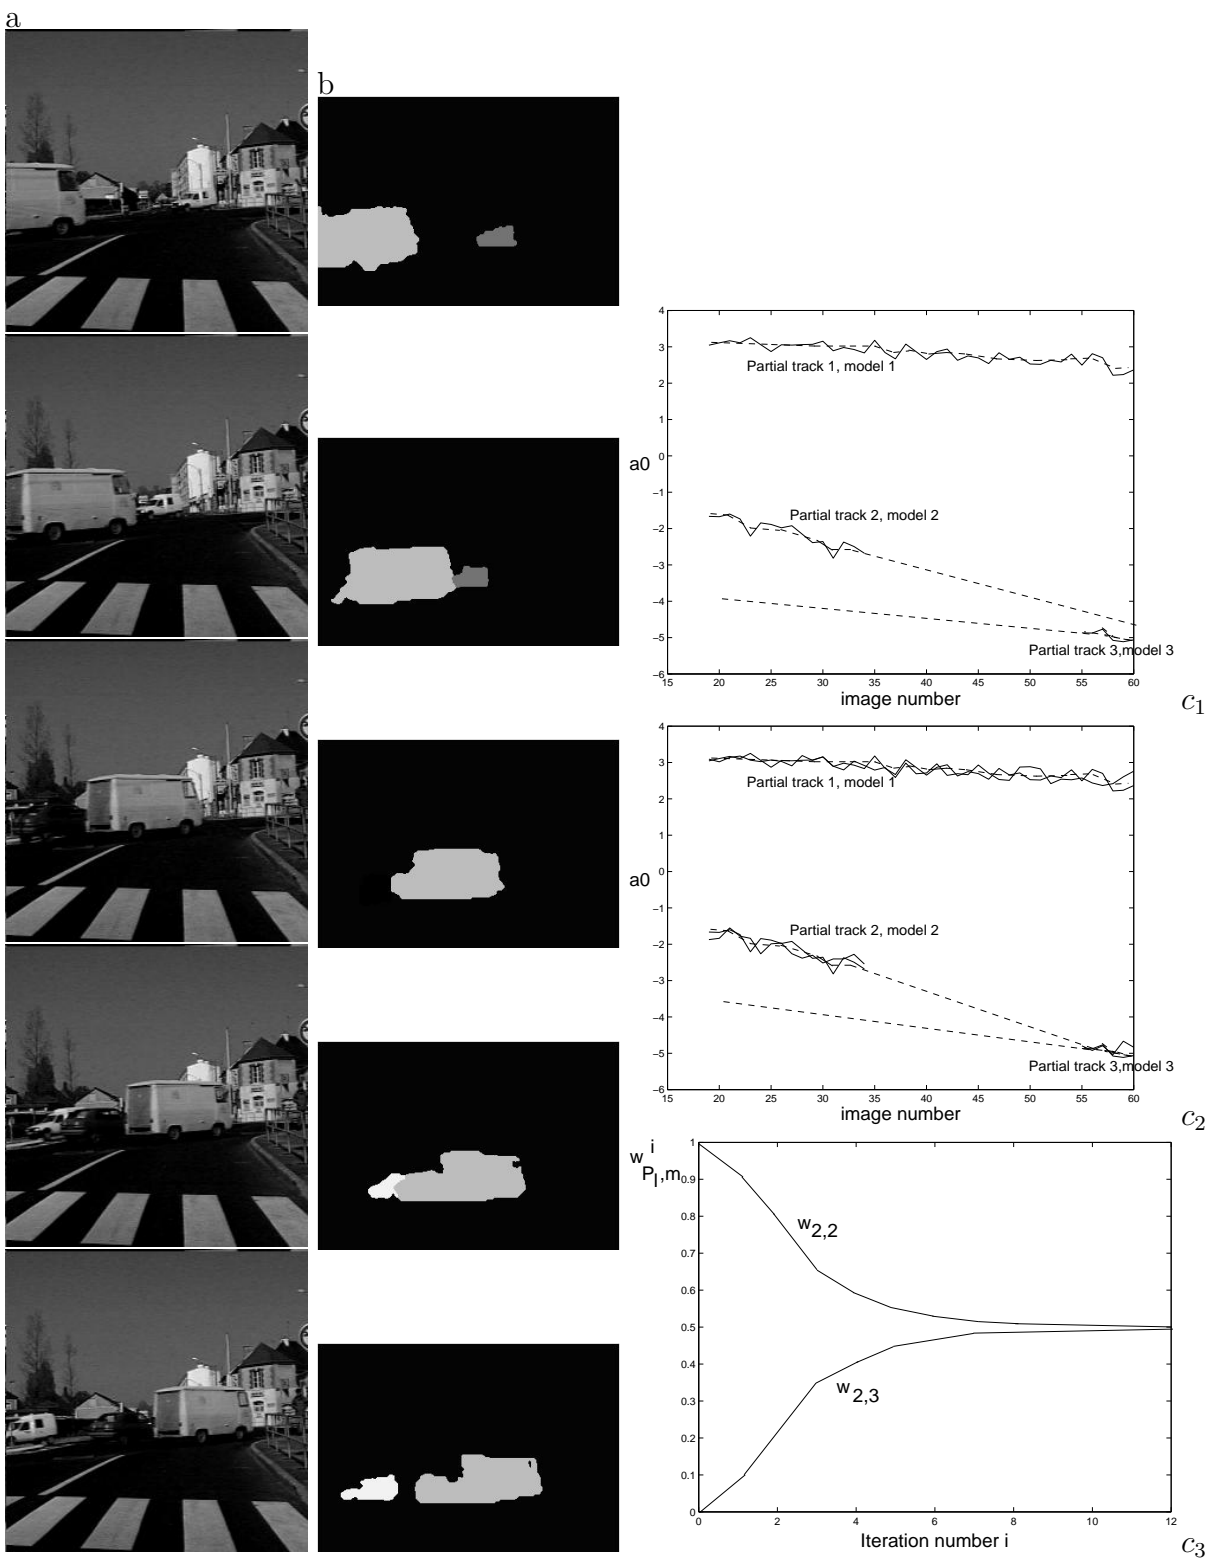 a
b
4
3
2
1
0
−1
−2
−3
−4
−5
−6
a0
Partial track 1, model 1
Partial track 2, model 2
Partial track 3,model 3
15 20 25 30 35 40 45 50 55 60
image number
c1
4
3
2
1
0
−1
−2
−3
−4
−5
−6
a0
Partial track 1, model 1
Partial track 2, model 2
Partial track 3,model 3
15 20 25 30 35 40 45 50 55 60
image number
c2
w i Pl,m
1
0.9
0.8
0.7
0.6
0.5
0.4
0.3
0.2
0.1
0
w2,2
w2,3
0 2 4 6 8 10 12
Iteration number i
c3